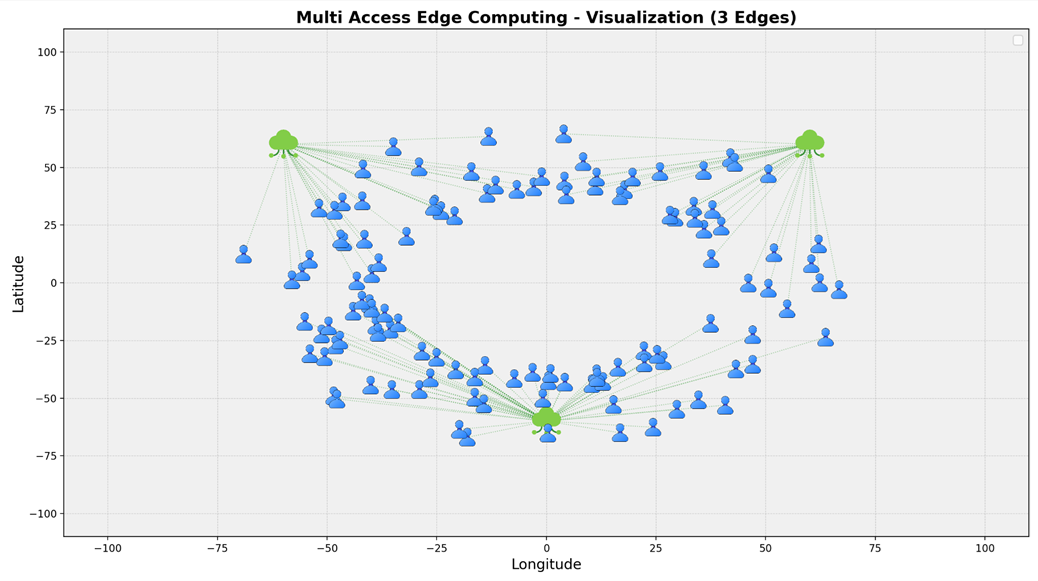 Multi Access Edge Computing - Visualization (3 Edges)
100
75
50
25
0
−25
−50
−75
−100
Latitude
−100 −75 −50 −25 0 25 50 75 100
Longitude